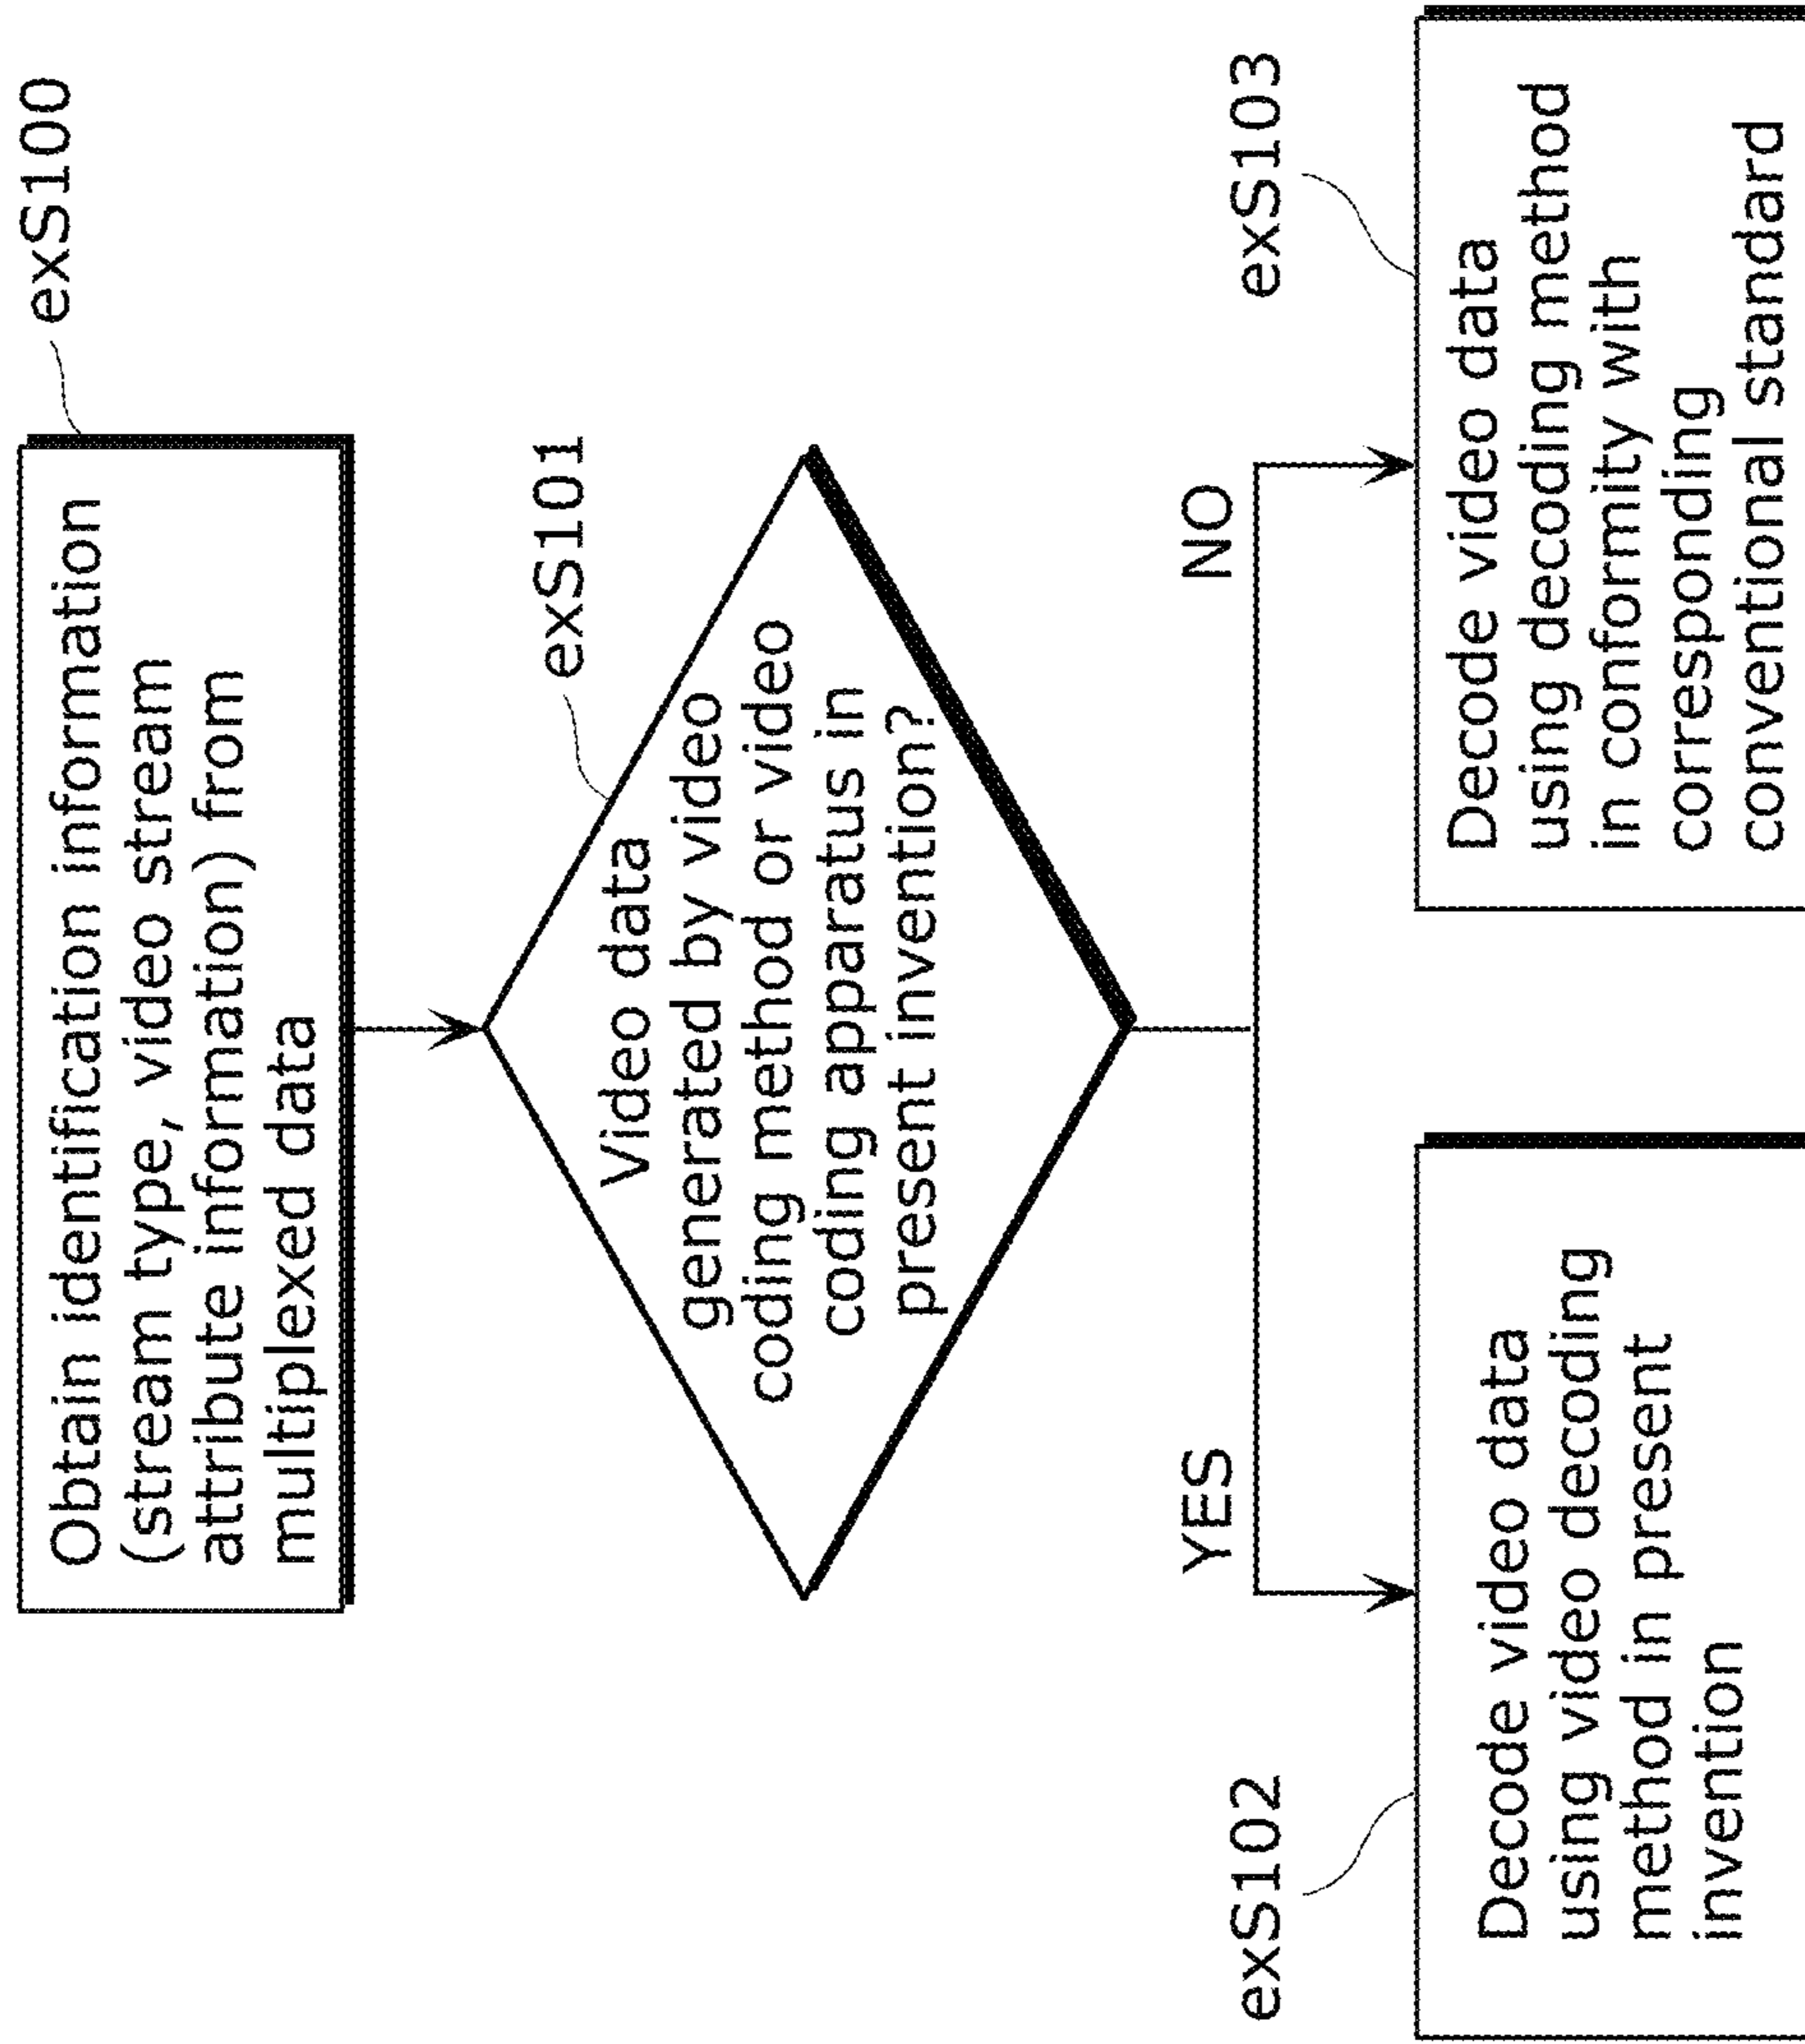 exS100
Obtain identification information
(stream type, video stream
attribute information) from
multiplexed data
exS101
Video data
generated by video
coding method or video
coding apparatus in
present invention?
YES
NO
exS102
Decode video data
using video decoding
method in present
invention
exS103
Decode video data
using decoding method
in conformity with
corresponding
conventional standard